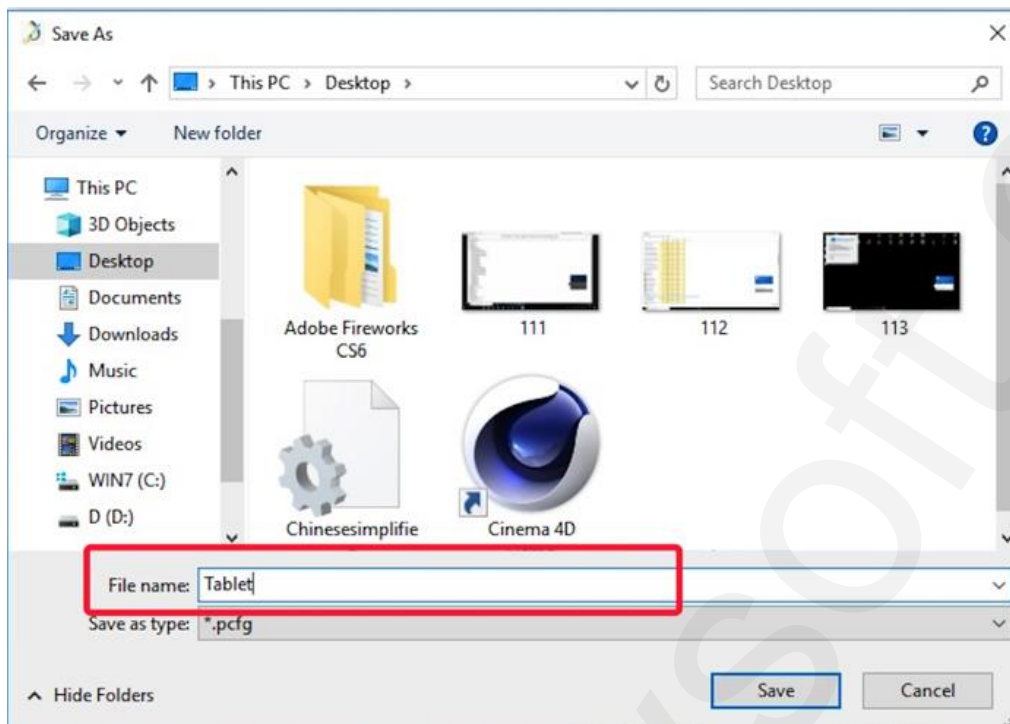 Save As
This PC > Desktop >
Search Desktop
Organize
New folder
This PC
3D Objects
Desktop
Documents
Downloads
Music
Pictures
Videos
WIN7 (C:)
D (D:)
Adobe Fireworks
CS6
111
112
113
Chinesesimplifie
Cinema 4D
File name: Tablet
Save as type: *.pcfg
Hide Folders
Save
Cancel